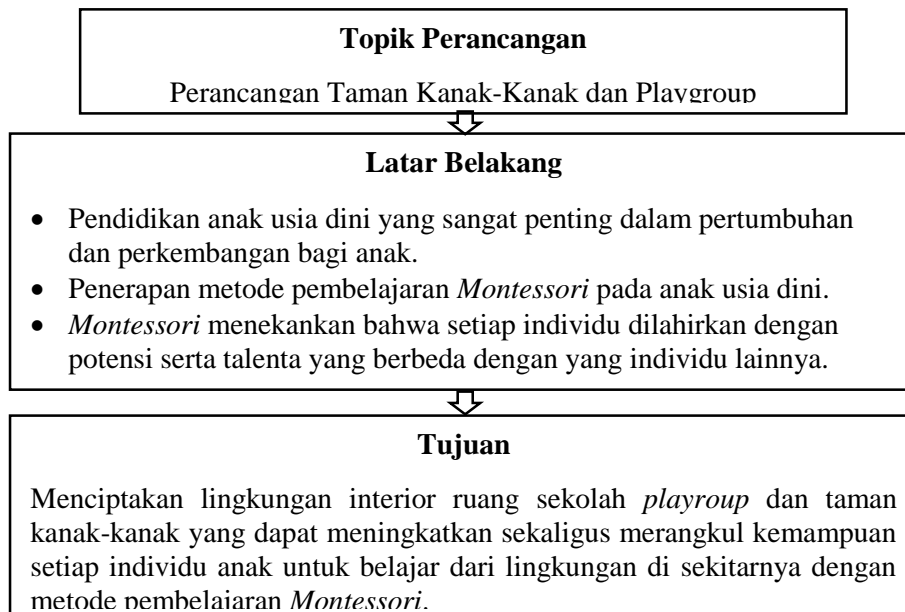 Topik Perancangan
Perancangan Taman Kanak-Kanak dan Playgroup
Latar Belakang
• Pendidikan anak usia dini yang sangat penting dalam pertumbuhan
dan perkembangan bagi anak.
• Penerapan metode pembelajaran Montessori pada anak usia dini.
• Montessori menekankan bahwa setiap individu dilahirkan dengan
potensi serta talenta yang berbeda dengan yang individu lainnya.
Tujuan
Menciptakan lingkungan interior ruang sekolah playroup dan taman
kanak-kanak yang dapat meningkatkan sekaligus merangkul kemampuan
setiap individu anak untuk belajar dari lingkungan di sekitarnya dengan
metode pembelajaran Montessori.